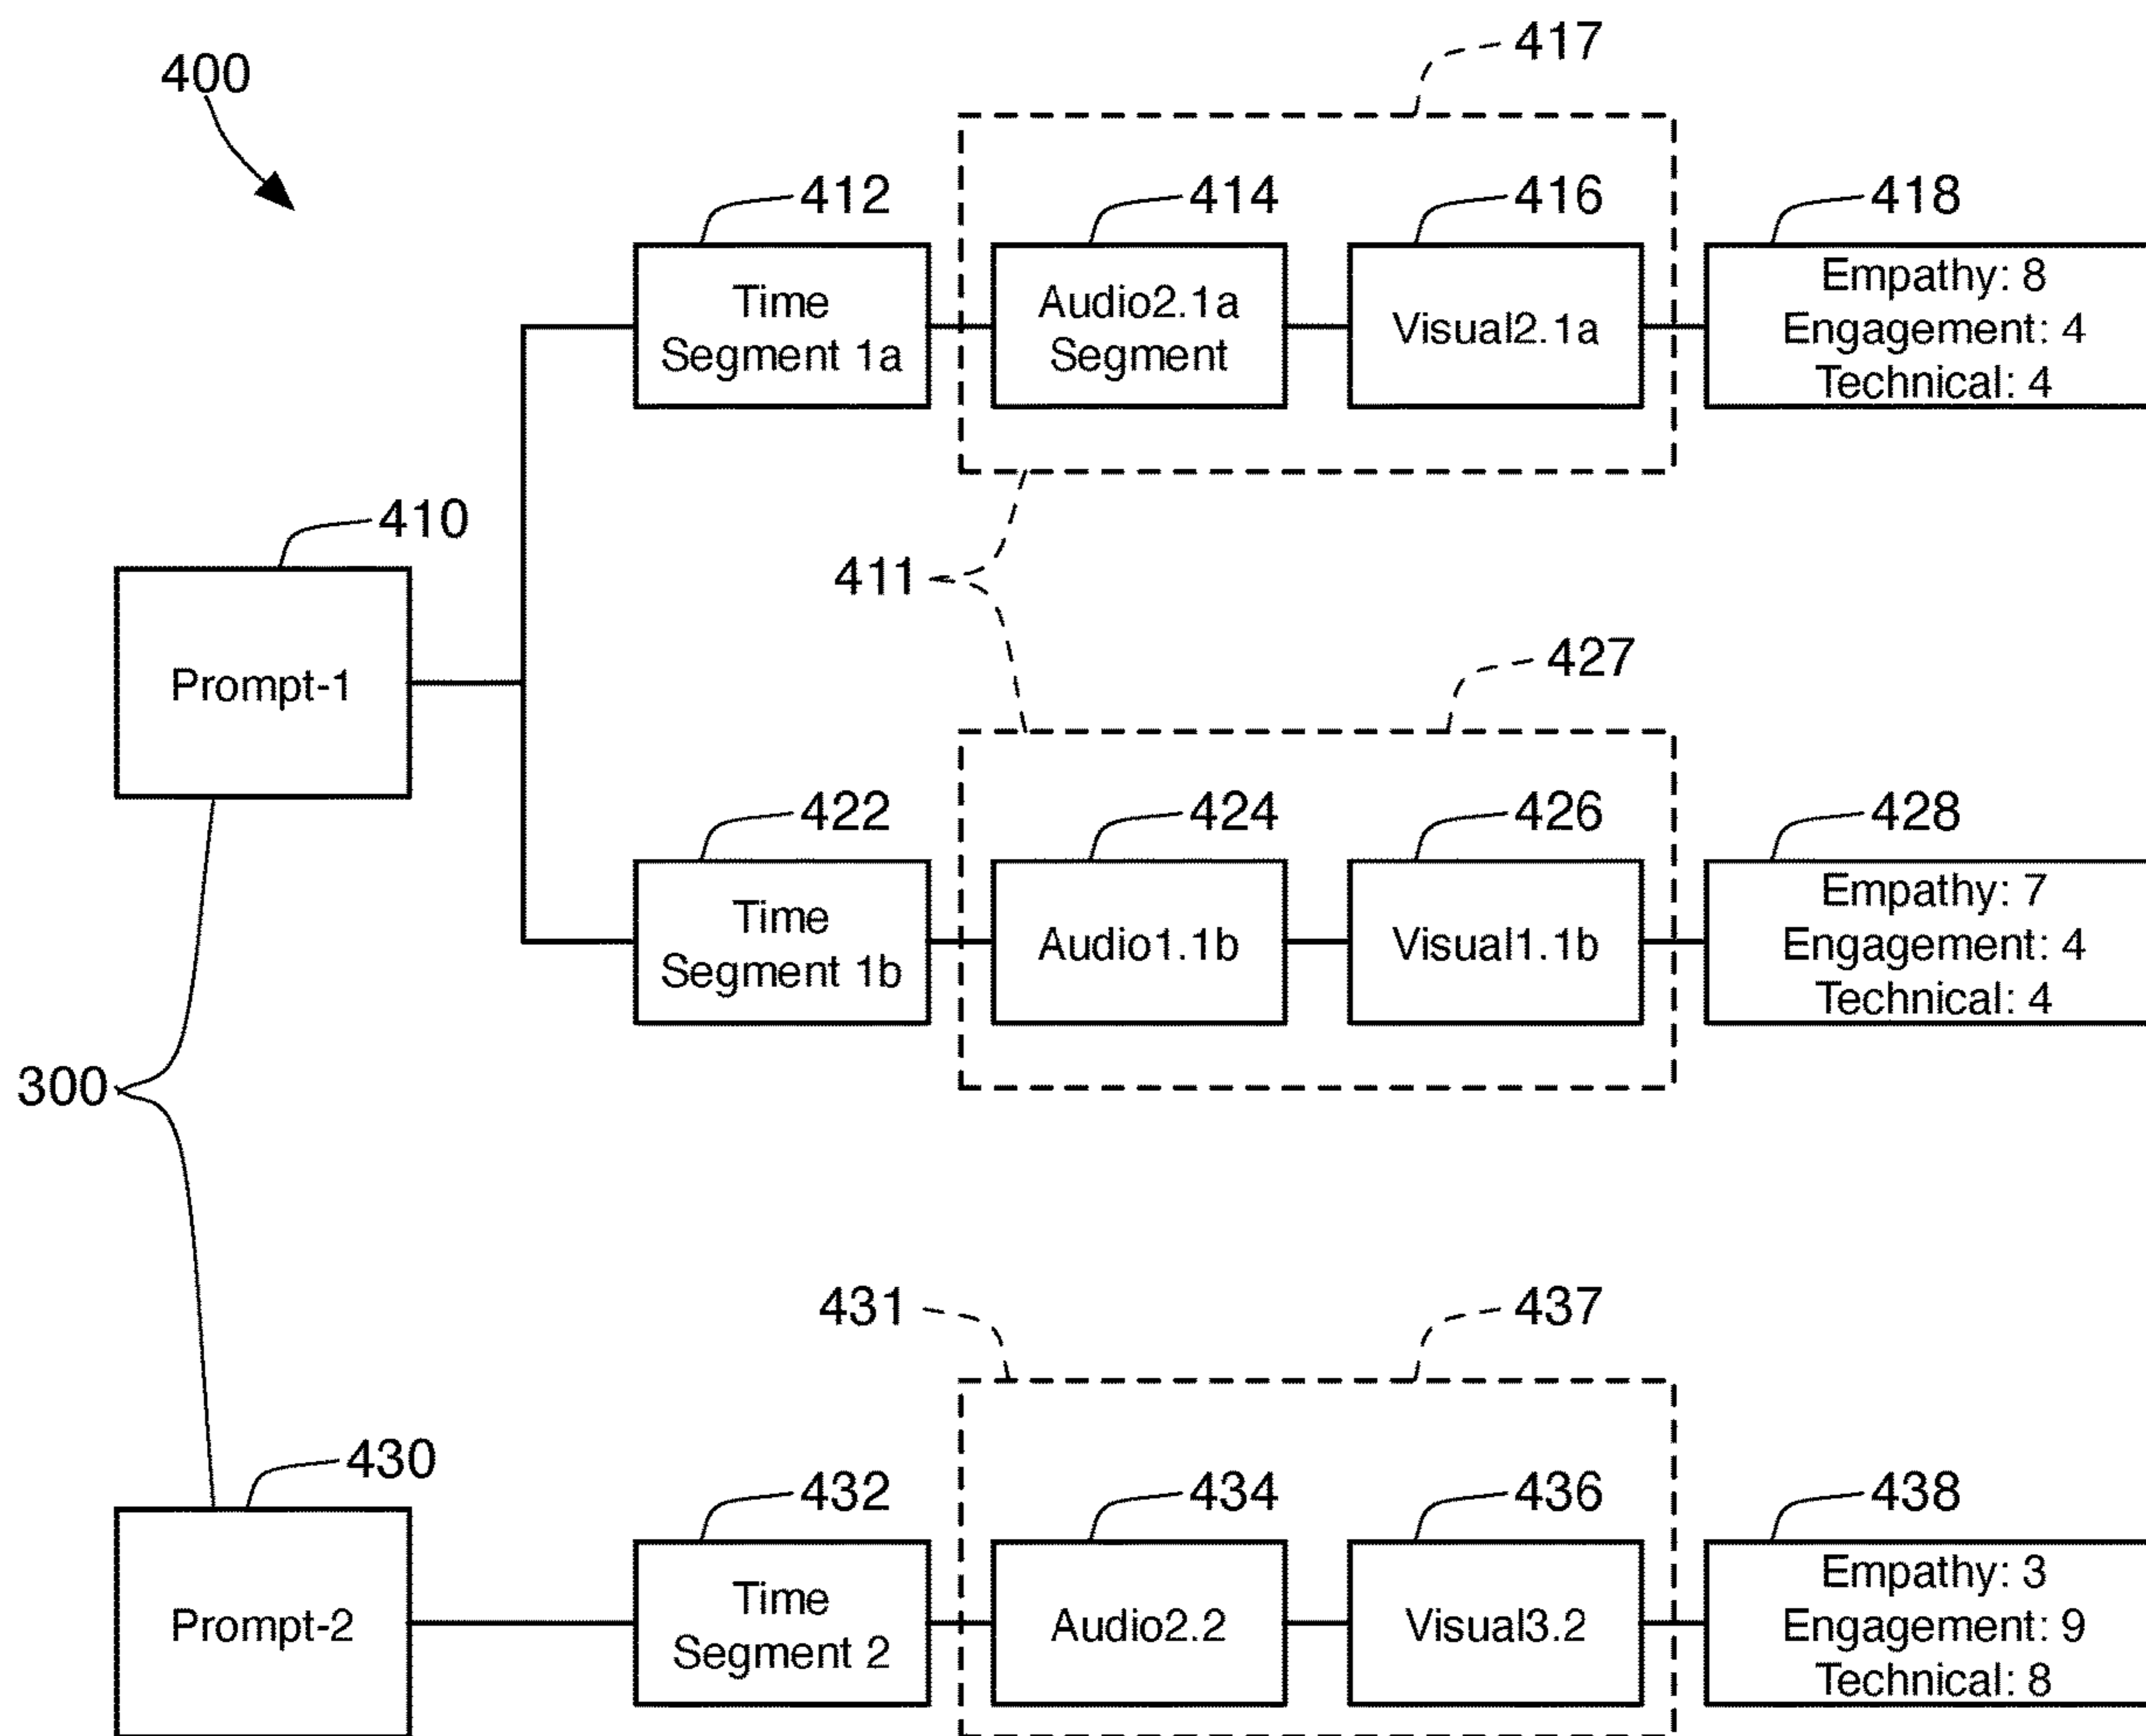 417
400
412
414
416
418
Time
Segment 1a
Audio2.1a
Segment
Visual2.1a
Empathy: 8
Engagement: 4
Technical: 4
410
411
Prompt-1
427
422
424
426
428
Time
Segment 1b
Audio1.1b
Visual1.1b
Empathy: 7
Engagement: 4
Technical: 4
300
431
437
430
432
434
436
438
Prompt-2
Time
Segment 2
Audio2.2
Visual3.2
Empathy: 3
Engagement: 9
Technical: 8